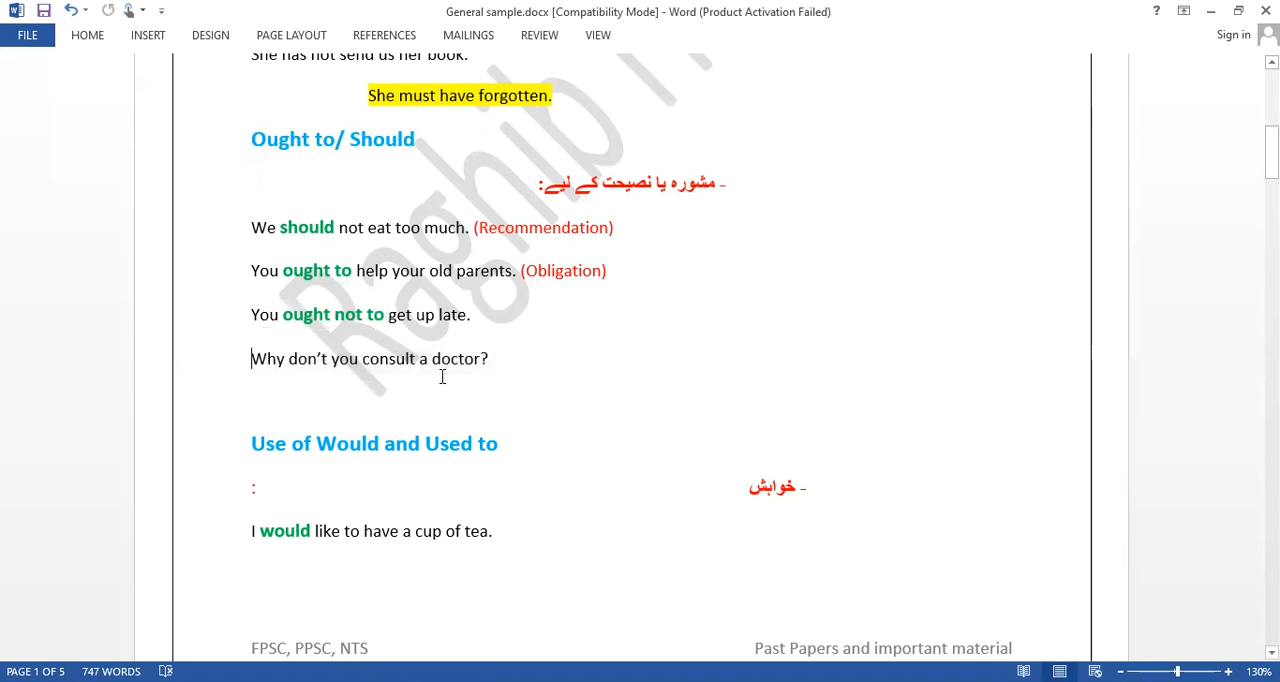 General sample.docx [Compatibility Mode] - Word (Product Activation Failed)
?
FILE HOME INSERT DESIGN PAGE LAYOUT REFERENCES MAILINGS REVIEW VIEW Sign in
She has not send us her book.
She must have forgotten.
Ought to/ Should
- مشورہ یا نصیحت کے لیے:
We should not eat too much. (Recommendation)
You ought to help your old parents. (Obligation)
You ought not to get up late.
Why don’t you consult a doctor?
Use of Would and Used to
- خواہش
:
I would like to have a cup of tea.
FPSC, PPSC, NTS Past Papers and important material
Raghib
PAGE 1 OF 5 747 WORDS 130%